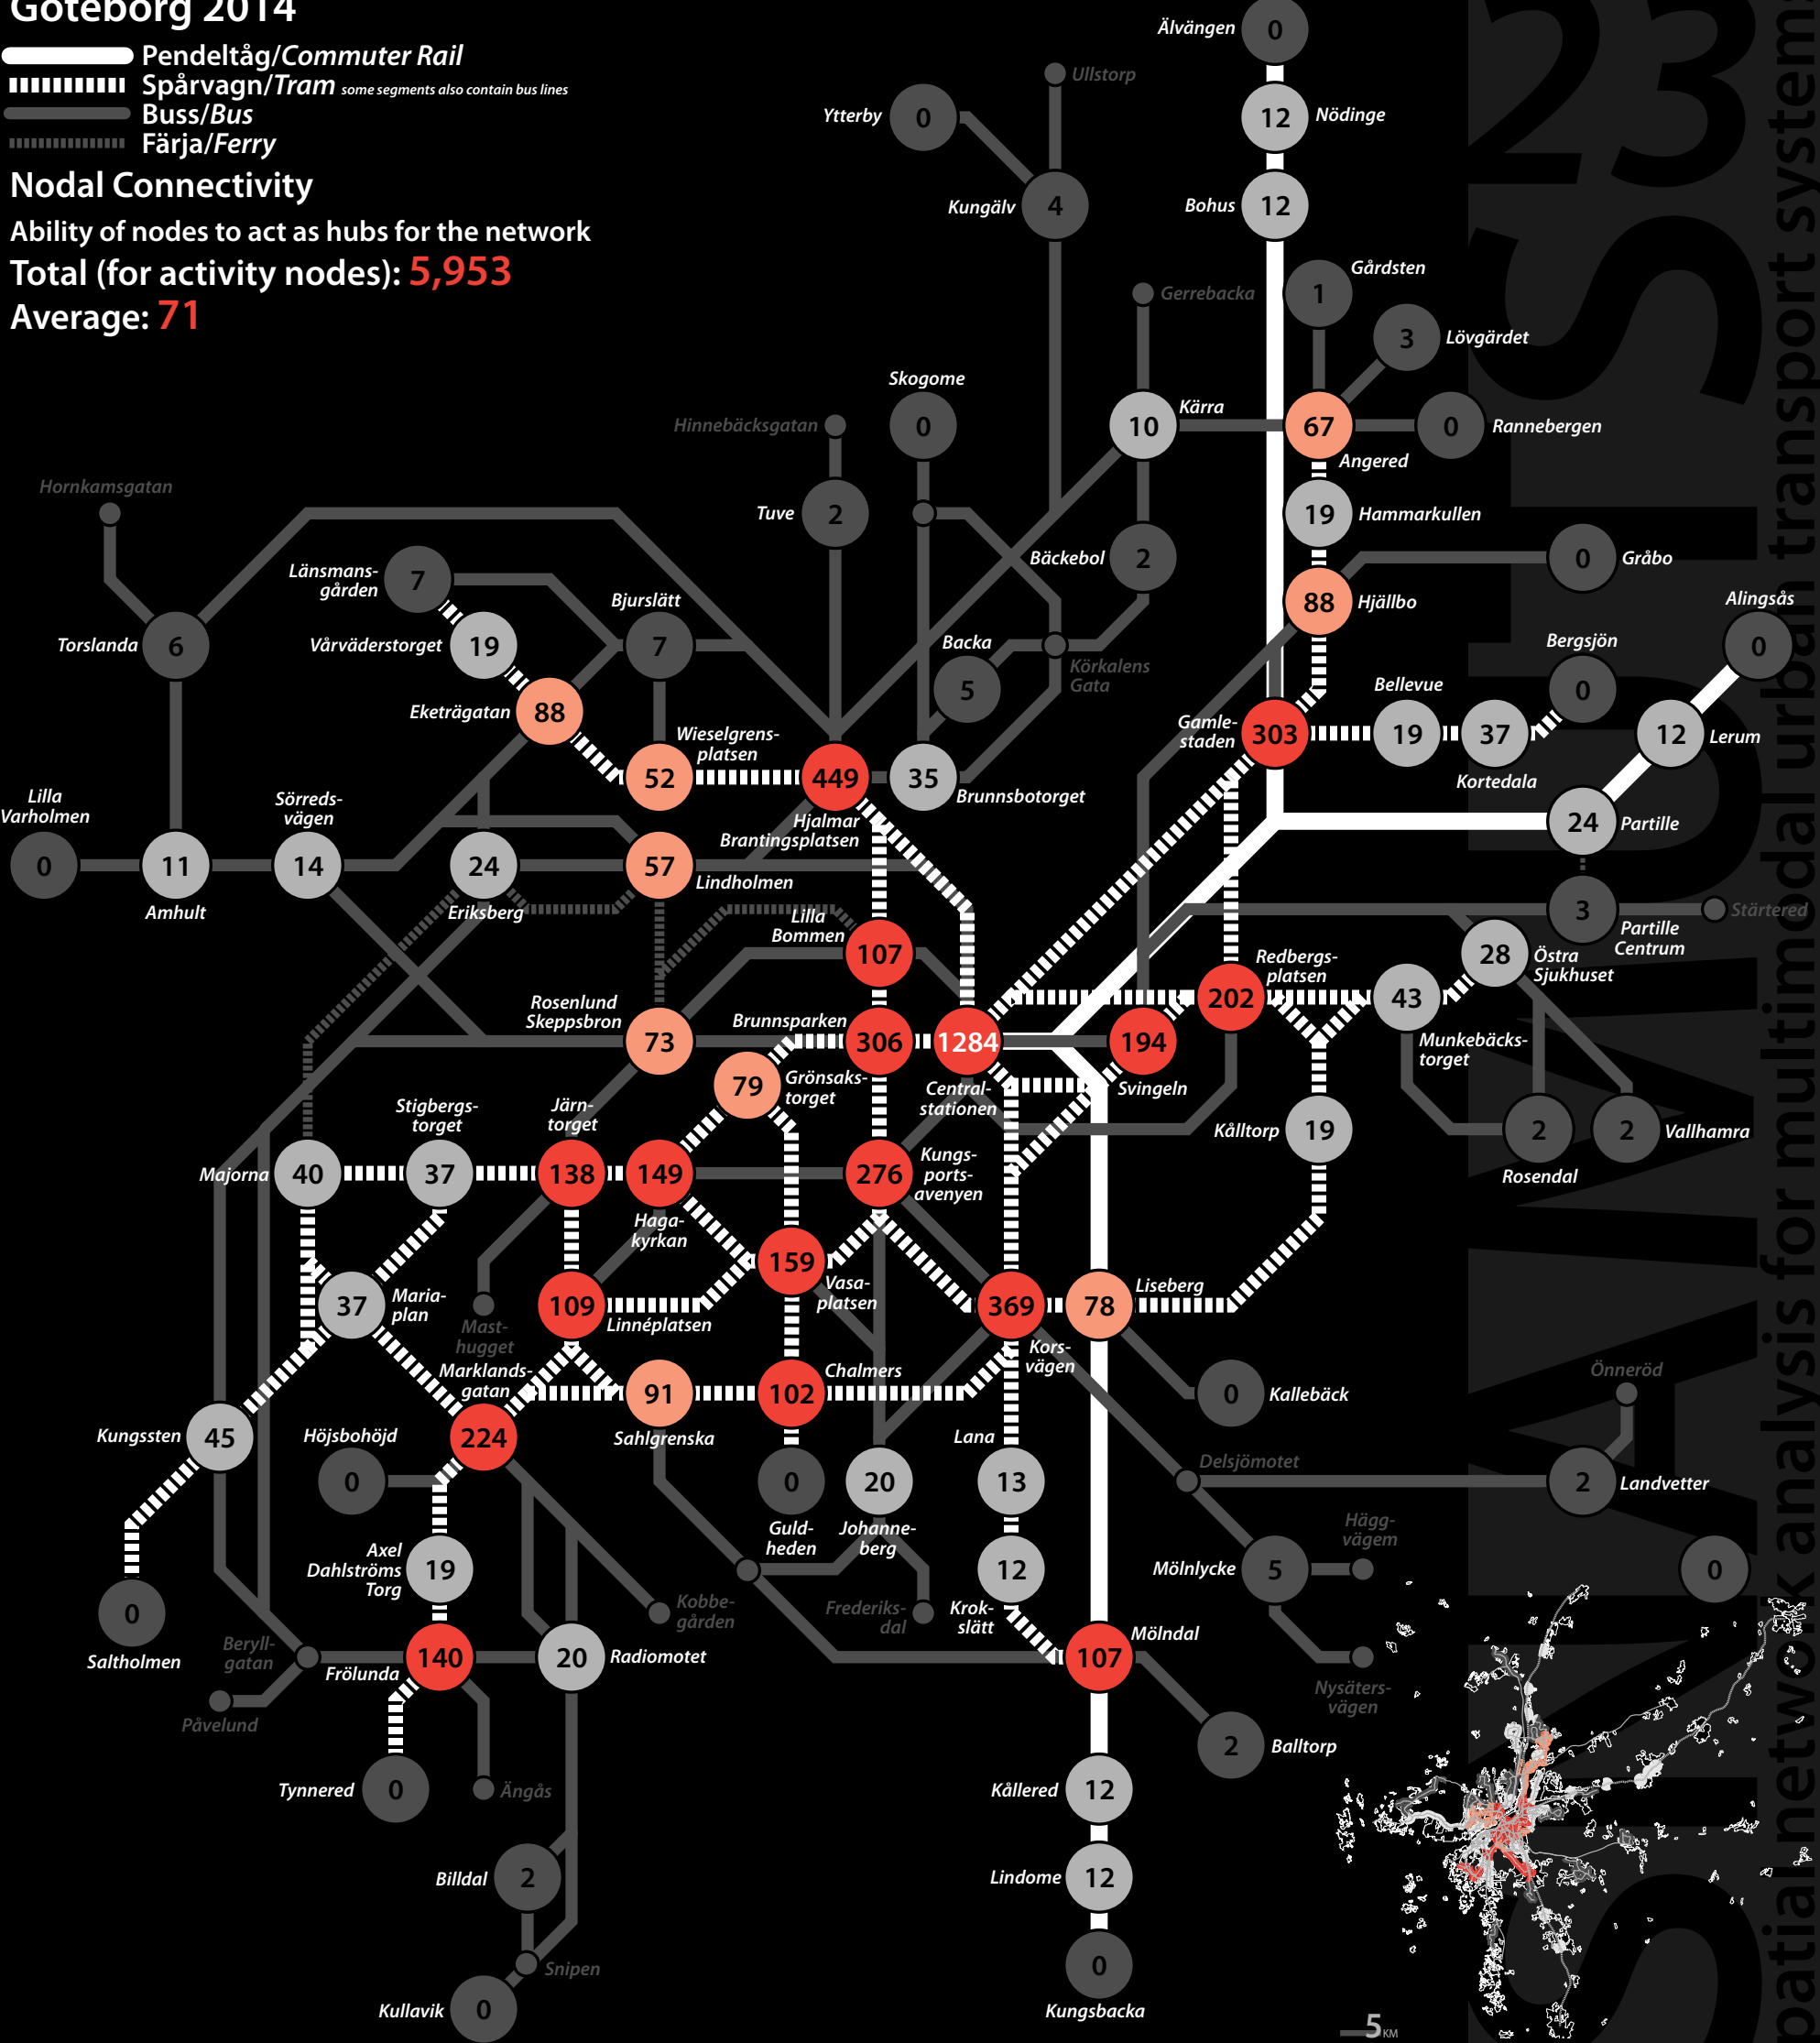 Göteborg 2014
Pendeltåg/Commuter Rail
Spårvagn/Tram some segments also contain bus lines
Buss/Bus
Färja/Ferry
Nodal Connectivity
Ability of nodes to act as hubs for the network
Total (for activity nodes): 5,953
Average: 71
23
Älvängen
0
Ullstorp
Ytterby
0
12
Nödinge
Kungälv
4
Bohus
12
Gårdsten
1
Gerrebacka
3
Lövgärdet
Skogome
0
Hinnebäcksgatan
10
Kärra
67
Angered
0
Rannebergen
Hornkamsgatan
Tuve
2
19
Hammarkullen
Bäckebol
2
0
Gråbo
Länsmans-
gården
7
88
Hjällbo
Alingsås
0
Torslanda
6
Vårväderstorget
19
Bjurslätt
7
Backa
5
Körkalens
Gata
Bergsjön
0
Eketrägatan
88
Bellevue
19
37
Kortedala
Gamle-
staden
303
12
Lerum
Wieselgrens-
platsen
52
449
Hjalmar
Brantingsplatsen
35
Brunnsbotorget
24
Partille
Lilla
Varholmen
0
11
Amhult
Sörreds-
vägen
14
24
Eriksberg
57
Lindholmen
3
Partille
Centrum
Stärtered
Lilla
Bommen
107
28
Östra
Sjukhuset
Redbergs-
platsen
202
43
Munkebäcks-
torget
Rosenlund
Skeppsbron
73
Brunnsparken
306
1284
Central-
stationen
194
Svingeln
79
Grönsaks-
torget
Kålltorp
19
2
Rosendal
2
Vallhamra
Majorna
40
Stigbergs-
torget
37
Järn-
torget
138
149
Haga-
kyrkan
276
Kungs-
ports-
avenyen
159
Vasa-
platsen
37
Maria-
plan
Mast-
hugget
109
Linnéplatsen
369
Kors-
vägen
78
Liseberg
Marklands-
gatan
224
91
Sahlgrenska
102
Chalmers
0
Kallebäck
Önneröd
Kungssten
45
Höjsbohöjd
0
0
Guld-
heden
20
Johanne-
berg
Lana
13
Delsjömotet
2
Landvetter
Axel
Dahlströms
Torg
19
12
Krok-
slätt
Mölnlycke
5
Hägg-
vägem
0
0
Saltholmen
Kobbe-
gården
Frederiks-
dal
Beryll-
gatan
140
Frölunda
20
Radiomotet
107
Mölndal
Nysäters-
vägen
Påvelund
2
Balltorp
Tynnered
0
Ängås
Kållered
12
Billdal
2
Lindome
12
Snipen
0
Kungsbacka
Kullavik
0
5 KM
spatial network analysis for multimodal urban transport systems